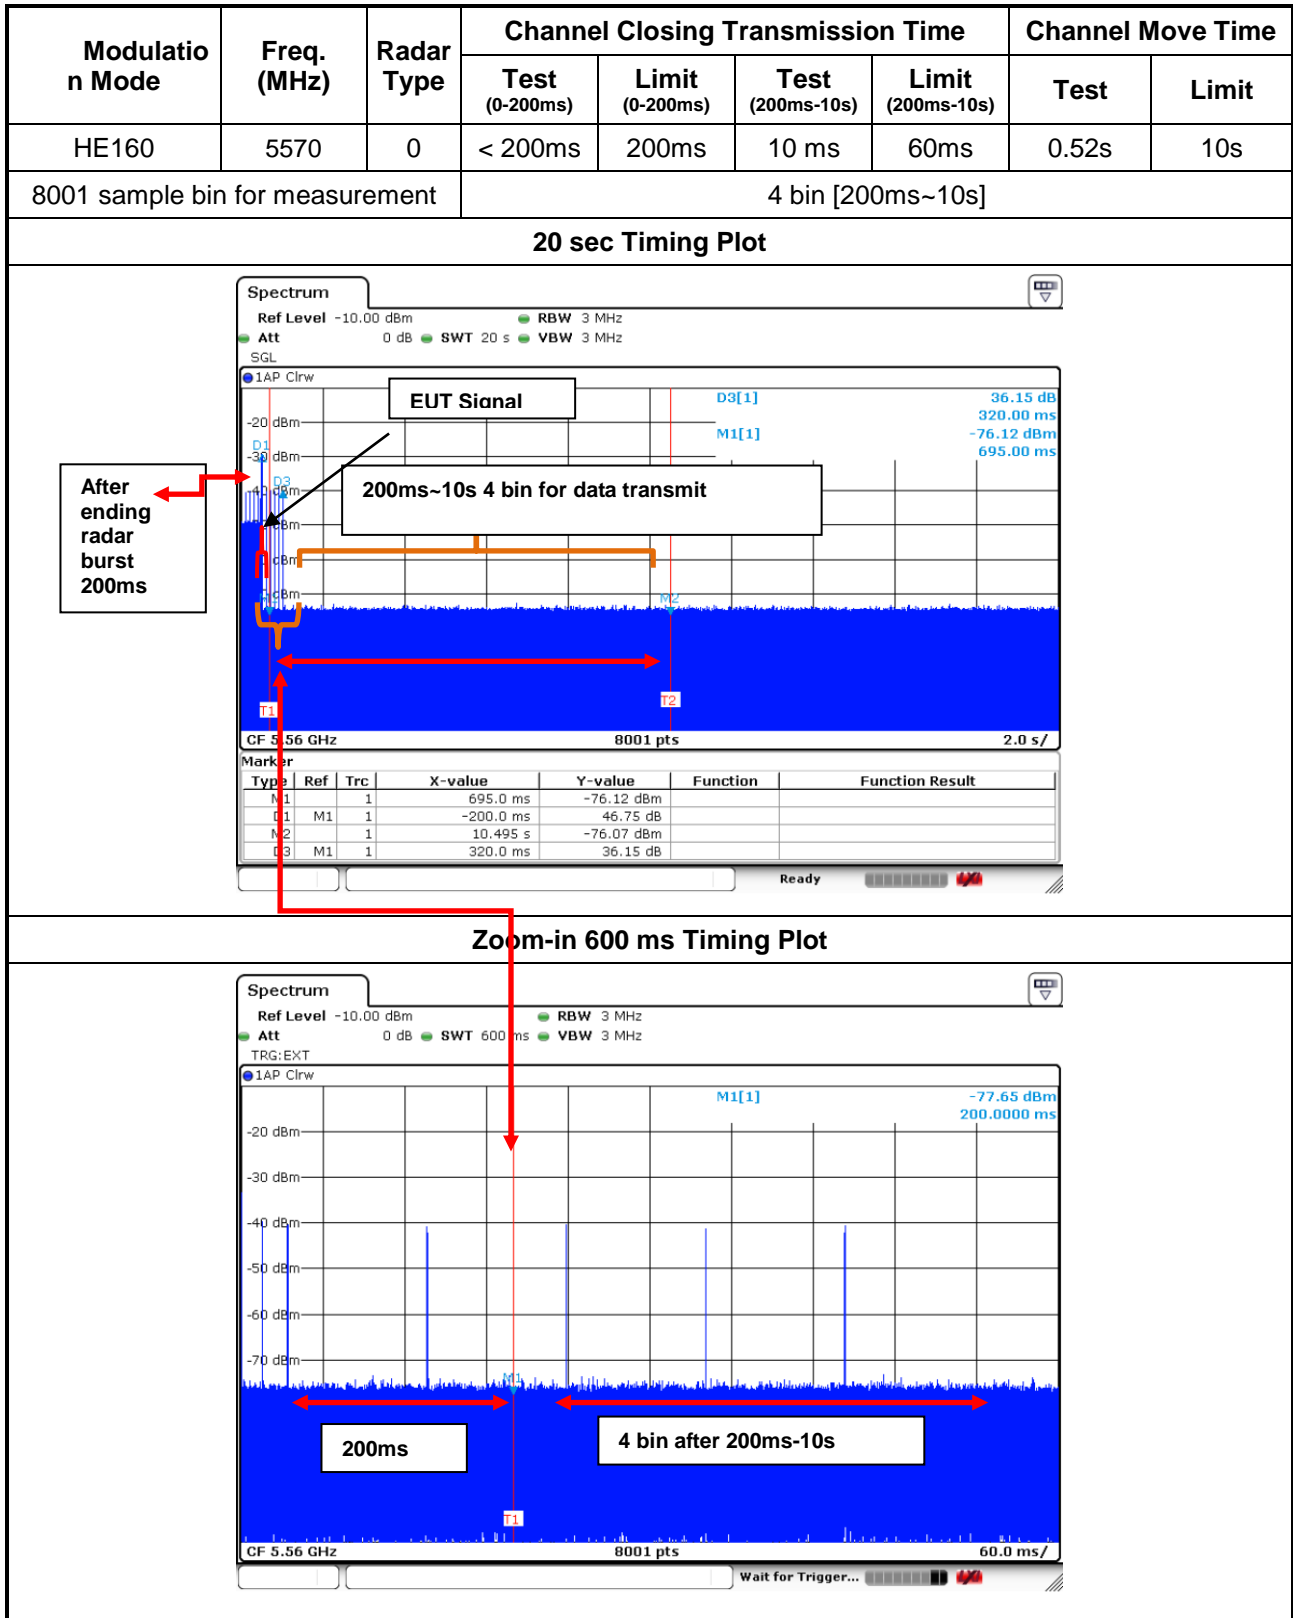 Modulatio
n Mode
Freq.
(MHz)
Radar
Type
Channel Closing Transmission Time
Channel Move Time
Test
(0-200ms)
Limit
(0-200ms)
Test
(200ms-10s)
Limit
(200ms-10s)
Test
Limit
HE160 5570 0 < 200ms 200ms 10 ms 60ms 0.52s 10s
8001 sample bin for measurement 4 bin [200ms~10s]
20 sec Timing Plot
Spectrum
Ref Level -10.00 dBm RBW 3 MHz
Att 0 dB SWT 20 s VBW 3 MHz
SGL
1AP Clrw
EUT Signal
D3[1] 36.15 dB
320.00 ms
M1[1] -76.12 dBm
695.00 ms
-20 dBm
D1
-30 dBm
D3
-40 dBm
200ms~10s 4 bin for data transmit
After
ending
radar
burst
200ms
dBm
dBm
dBm
M2
T1
T2
CF 5.56 GHz 8001 pts 2.0 s/
Marker
Type Ref Trc X-value Y-value Function Function Result
M1 1 695.0 ms -76.12 dBm
D1 M1 1 -200.0 ms 46.75 dB
M2 1 10.495 s -76.07 dBm
D3 M1 1 320.0 ms 36.15 dB
Ready
Zoom-in 600 ms Timing Plot
Spectrum
Ref Level -10.00 dBm RBW 3 MHz
Att 0 dB SWT 600 ms VBW 3 MHz
TRG:EXT
1AP Clrw
M1[1] -77.65 dBm
200.0000 ms
-20 dBm
-30 dBm
-40 dBm
-50 dBm
-60 dBm
-70 dBm
M1
200ms
4 bin after 200ms-10s
T1
CF 5.56 GHz 8001 pts 60.0 ms/
Wait for Trigger...